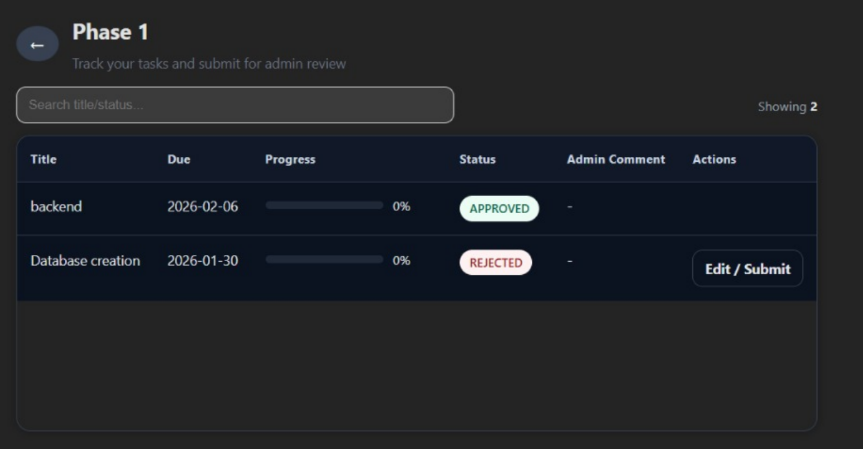 ←
Phase 1
Track your tasks and submit for admin review
Search title/status...
Showing 2
Title Due Progress Status Admin Comment Actions
backend 2026-02-06 0% APPROVED -
Database creation 2026-01-30 0% REJECTED - Edit / Submit